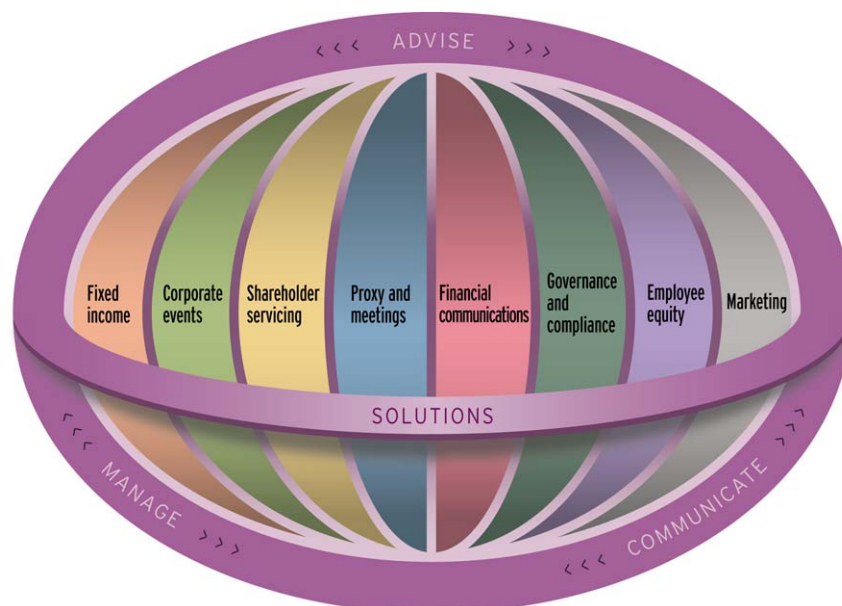 <<< ADVISE >>>
Fixed
income
Corporate
events
Shareholder
servicing
Proxy and
meetings
Financial
communications
Governance
and
compliance
Employee
equity
Marketing
SOLUTIONS
<<< MANAGE >>>
<<< COMMUNICATE >>>